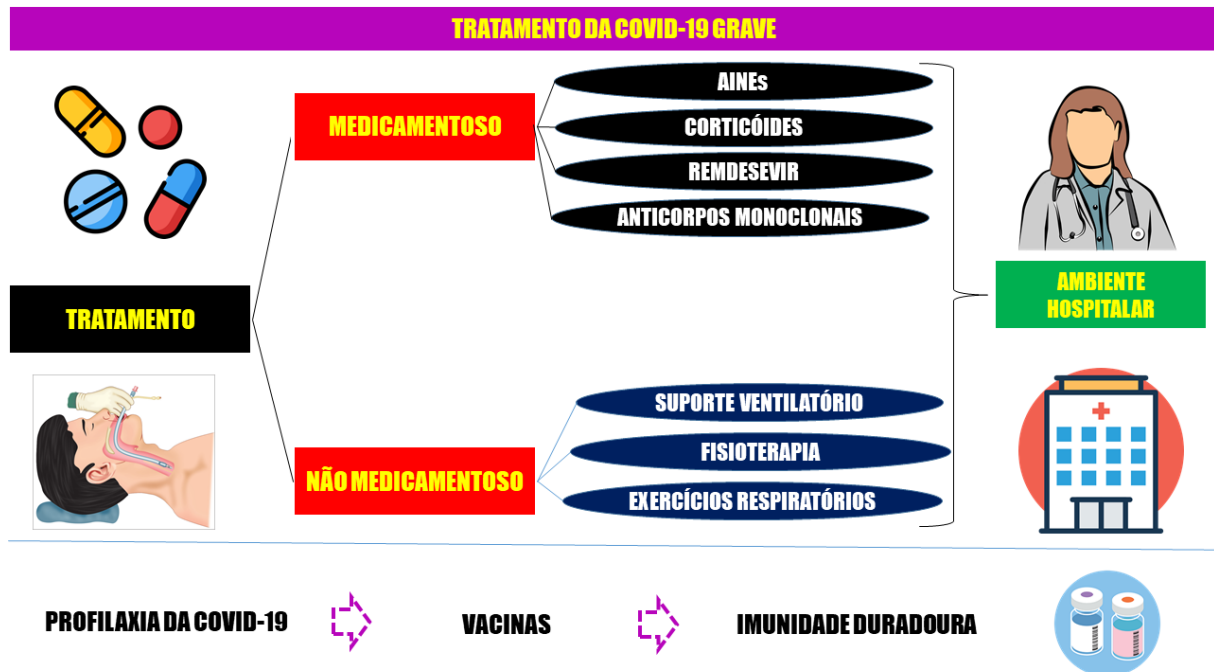 TRATAMENTO DA COVID-19 GRAVE
MEDICAMENTOSO
AINEs
CORTICÓIDES
REMDESEVIR
ANTICORPOS MONOCLONAIS
AMBIENTE
HOSPITALAR
TRATAMENTO
NÃO MEDICAMENTOSO
SUPORTE VENTILATÓRIO
FISIOTERAPIA
EXERCÍCIOS RESPIRATÓRIOS
PROFILAXIA DA COVID-19
VACINAS
IMUNIDADE DURADOURA